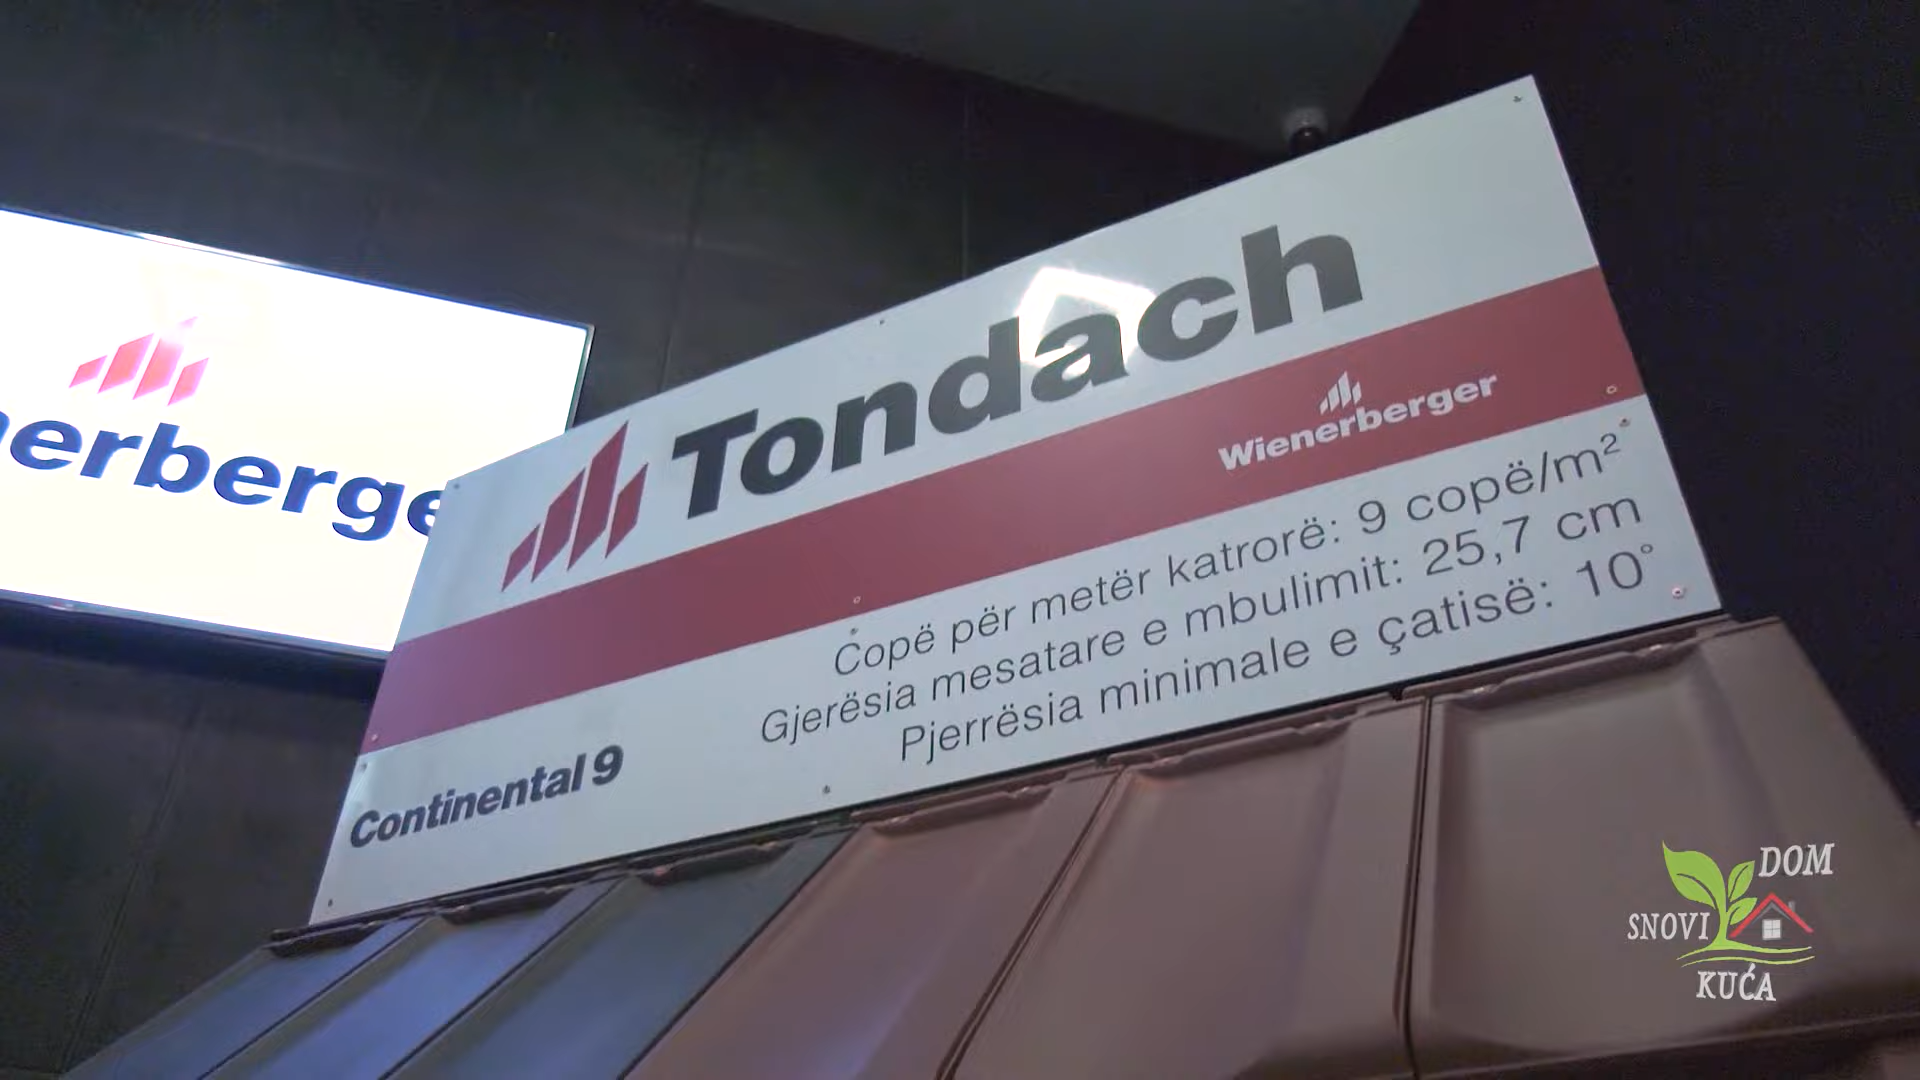 nerberge
Tondach
Wienerberger
Copë për metër katrorë: 9 copë/m²
Gjerësia mesatare e mbulimit: 25,7 cm
Pjerrësia minimale e çatisë: 10°
Continental 9
DOM
SNOVI
KUĆA